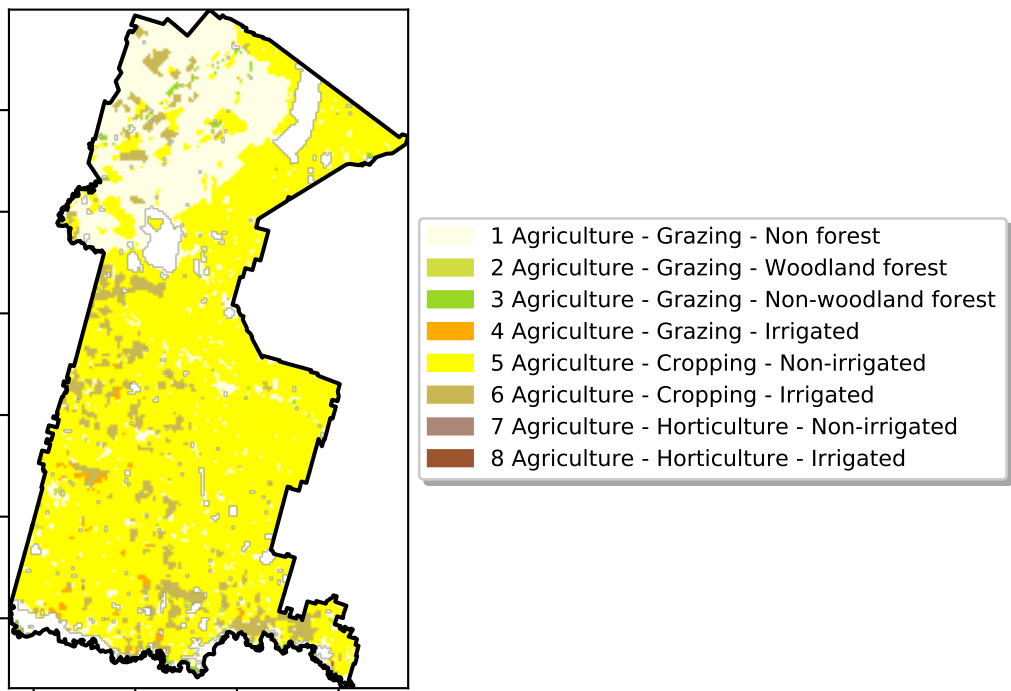 1 Agriculture - Grazing - Non forest
2 Agriculture - Grazing - Woodland forest
3 Agriculture - Grazing - Non-woodland forest
4 Agriculture - Grazing - Irrigated
5 Agriculture - Cropping - Non-irrigated
6 Agriculture - Cropping - Irrigated
7 Agriculture - Horticulture - Non-irrigated
8 Agriculture - Horticulture - Irrigated